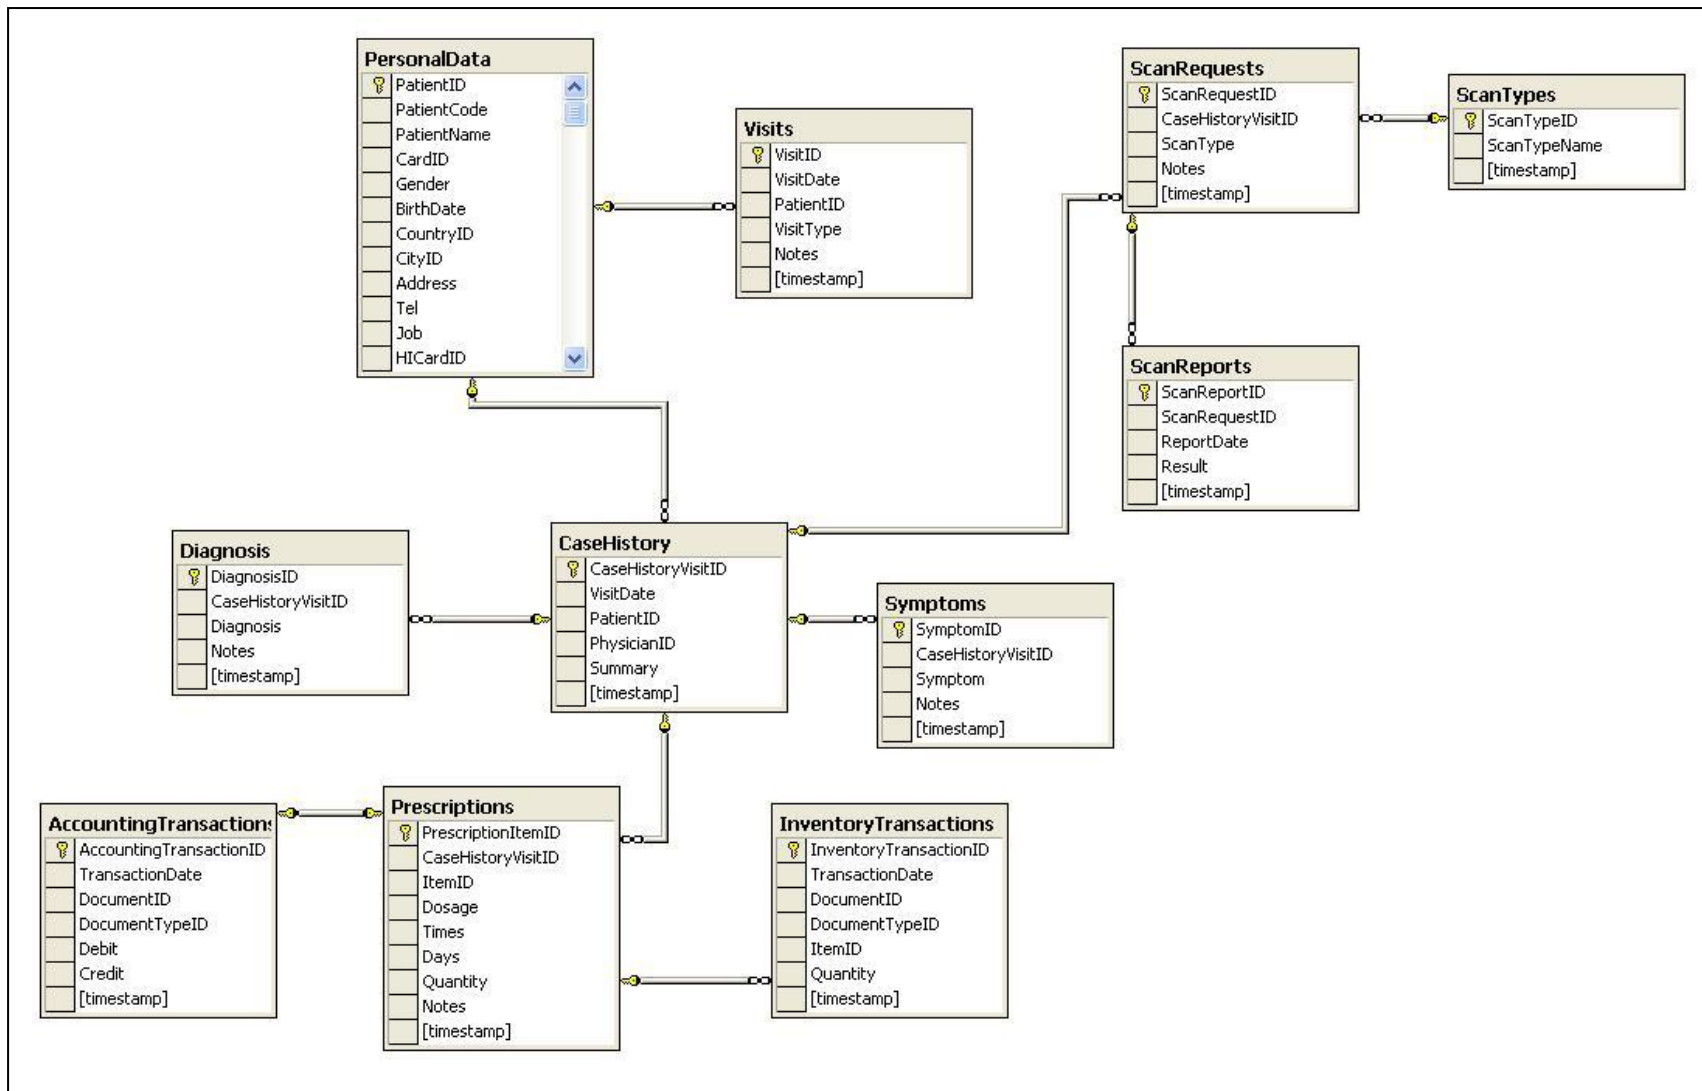 PersonalData
PatientID
PatientCode
PatientName
CardID
Gender
BirthDate
CountryID
CityID
Address
Tel
Job
HICardID
Visits
VisitID
VisitDate
PatientID
VisitType
Notes
[timestamp]
ScanRequests
ScanRequestID
CaseHistoryVisitID
ScanType
Notes
[timestamp]
ScanTypes
ScanTypeID
ScanTypeName
[timestamp]
ScanReports
ScanReportID
ScanRequestID
ReportDate
Result
[timestamp]
Diagnosis
DiagnosisID
CaseHistoryVisitID
Diagnosis
Notes
[timestamp]
CaseHistory
CaseHistoryVisitID
VisitDate
PatientID
PhysicianID
Summary
[timestamp]
Symptoms
SymptomID
CaseHistoryVisitID
Symptom
Notes
[timestamp]
AccountingTransactions
AccountingTransactionID
TransactionDate
DocumentID
DocumentTypeID
Debit
Credit
[timestamp]
Prescriptions
PrescriptionItemID
CaseHistoryVisitID
ItemID
Dosage
Times
Days
Quantity
Notes
[timestamp]
InventoryTransactions
InventoryTransactionID
TransactionDate
DocumentID
DocumentTypeID
ItemID
Quantity
[timestamp]